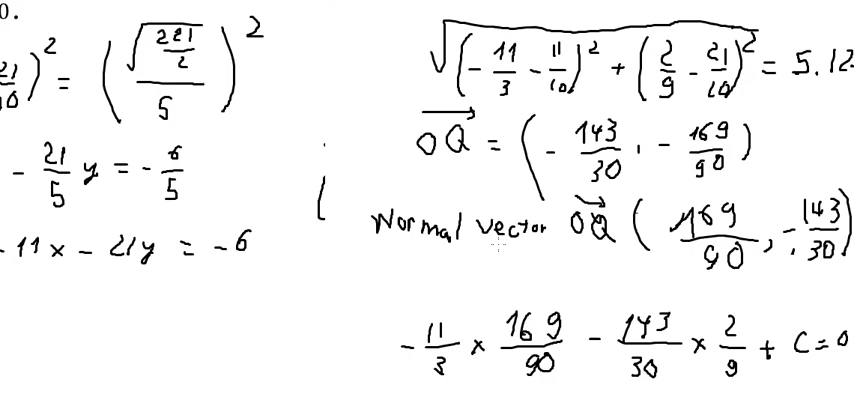 0.
21/10)² = (√(221/2)/5)²
- 21/5 y = - 6/5
- 11x - 21y = - 6
√((- 11/3 - 11/10)² + (2/9 - 21/10)²) = 5.12
OQ = (- 143/30, - 169/90)
Normal vector OQ (169/90, - 143/30)
- 11/3 × 169/90 - 143/30 × 2/9 + C = 0